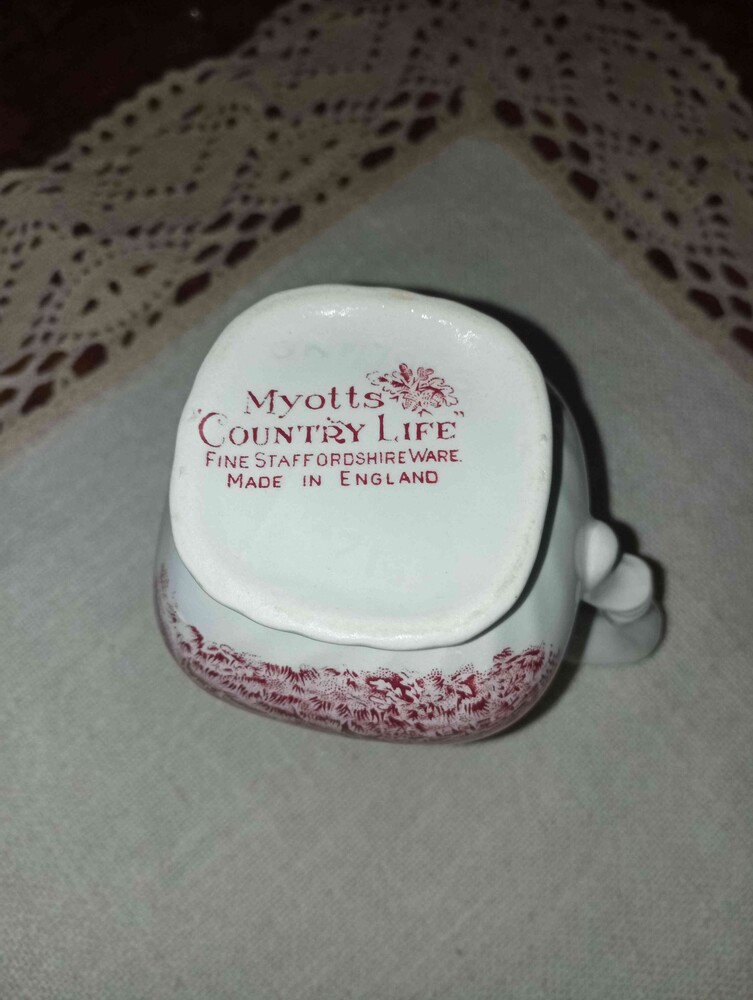 Myotts
"COUNTRY LIFE"
FINE STAFFORDSHIRE WARE.
MADE IN ENGLAND